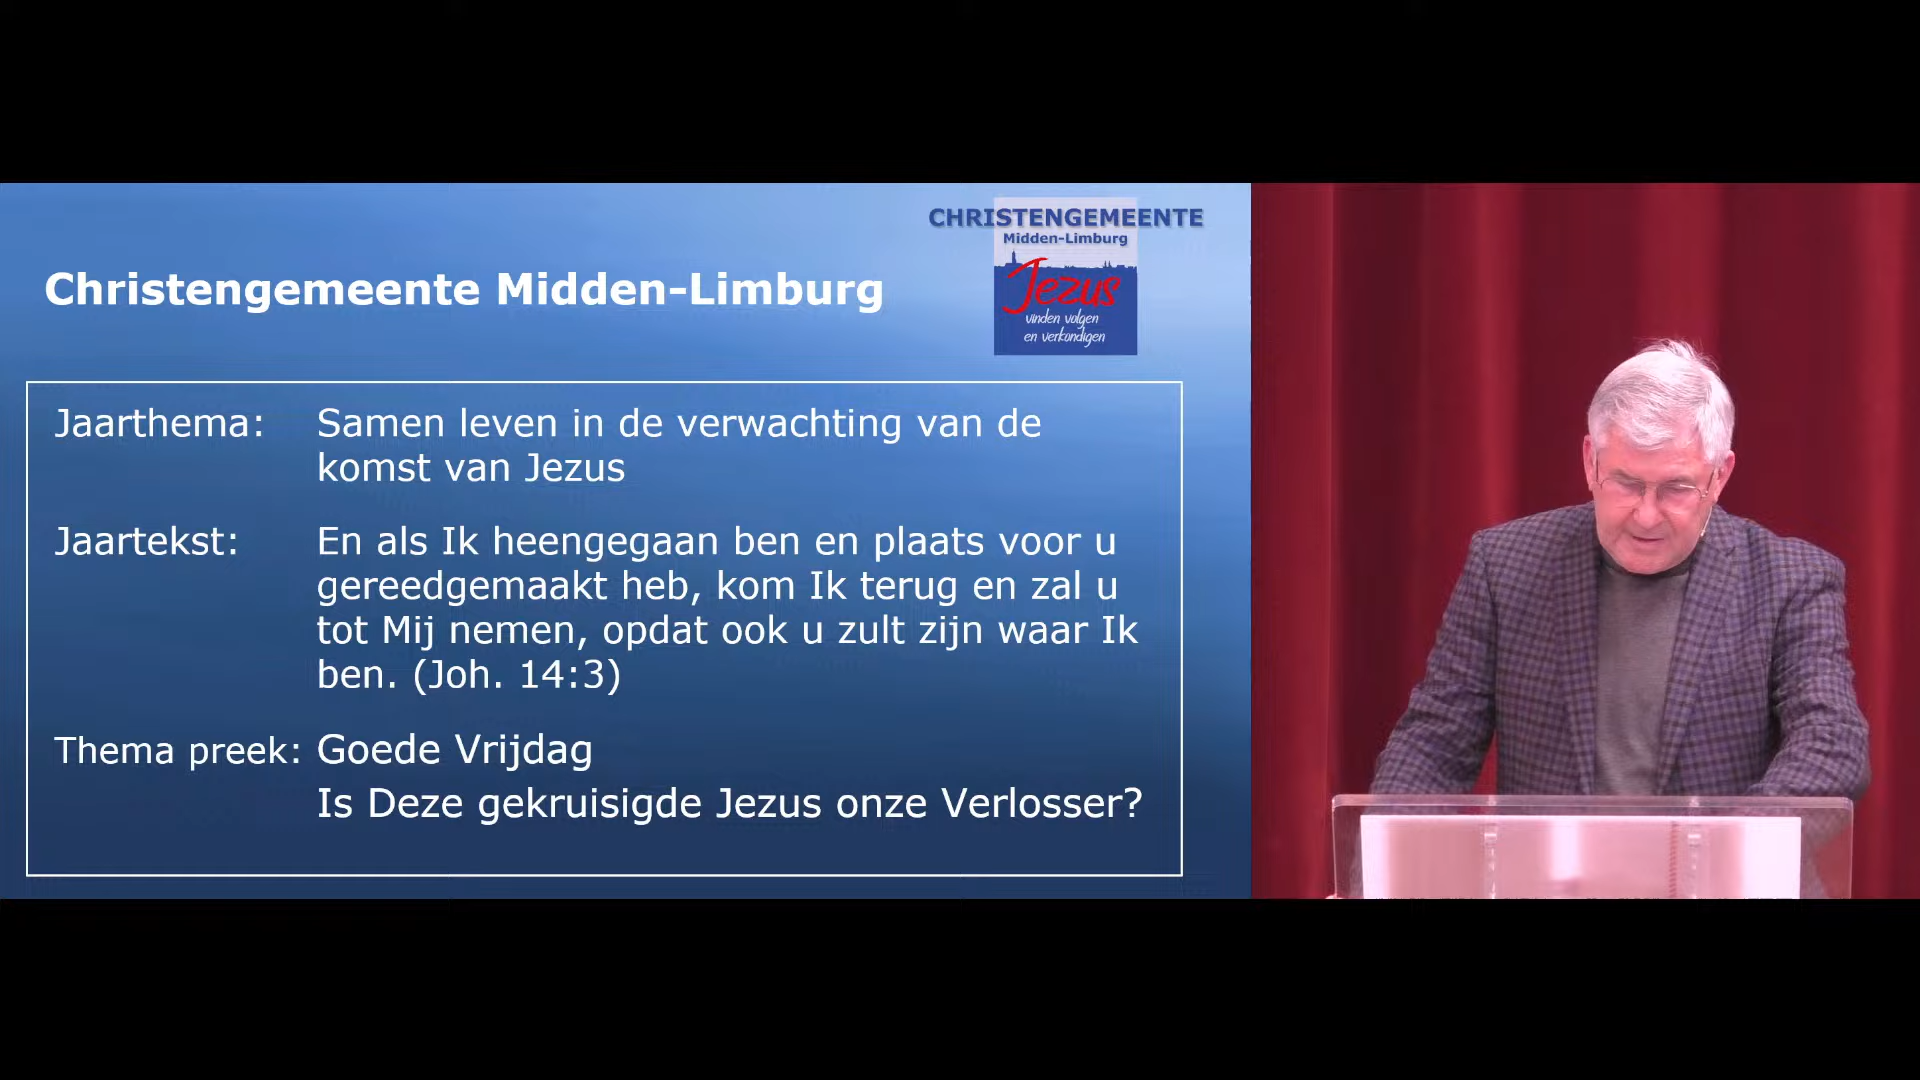 CHRISTENGEMEENTE
Midden-Limburg
Jezus
vinden volgen
en verkondigen
Christengemeente Midden-Limburg
Jaarthema: Samen leven in de verwachting van de
komst van Jezus
Jaartekst: En als Ik heengegaan ben en plaats voor u
gereedgemaakt heb, kom Ik terug en zal u
tot Mij nemen, opdat ook u zult zijn waar Ik
ben. (Joh. 14:3)
Thema preek: Goede Vrijdag
Is Deze gekruisigde Jezus onze Verlosser?